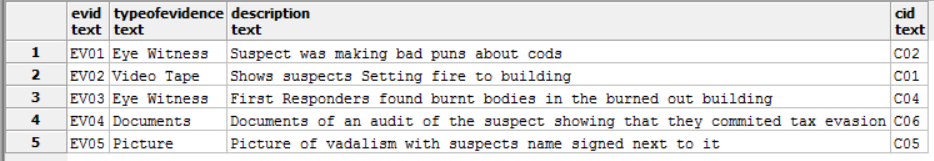 evid typeofevidence description cid
text text text text
1 EV01 Eye Witness Suspect was making bad puns about cods C02
2 EV02 Video Tape Shows suspects Setting fire to building C01
3 EV03 Eye Witness First Responders found burnt bodies in the burned out building C04
4 EV04 Documents Documents of an audit of the suspect showing that they commited tax evasion C06
5 EV05 Picture Picture of vadalism with suspects name signed next to it C05